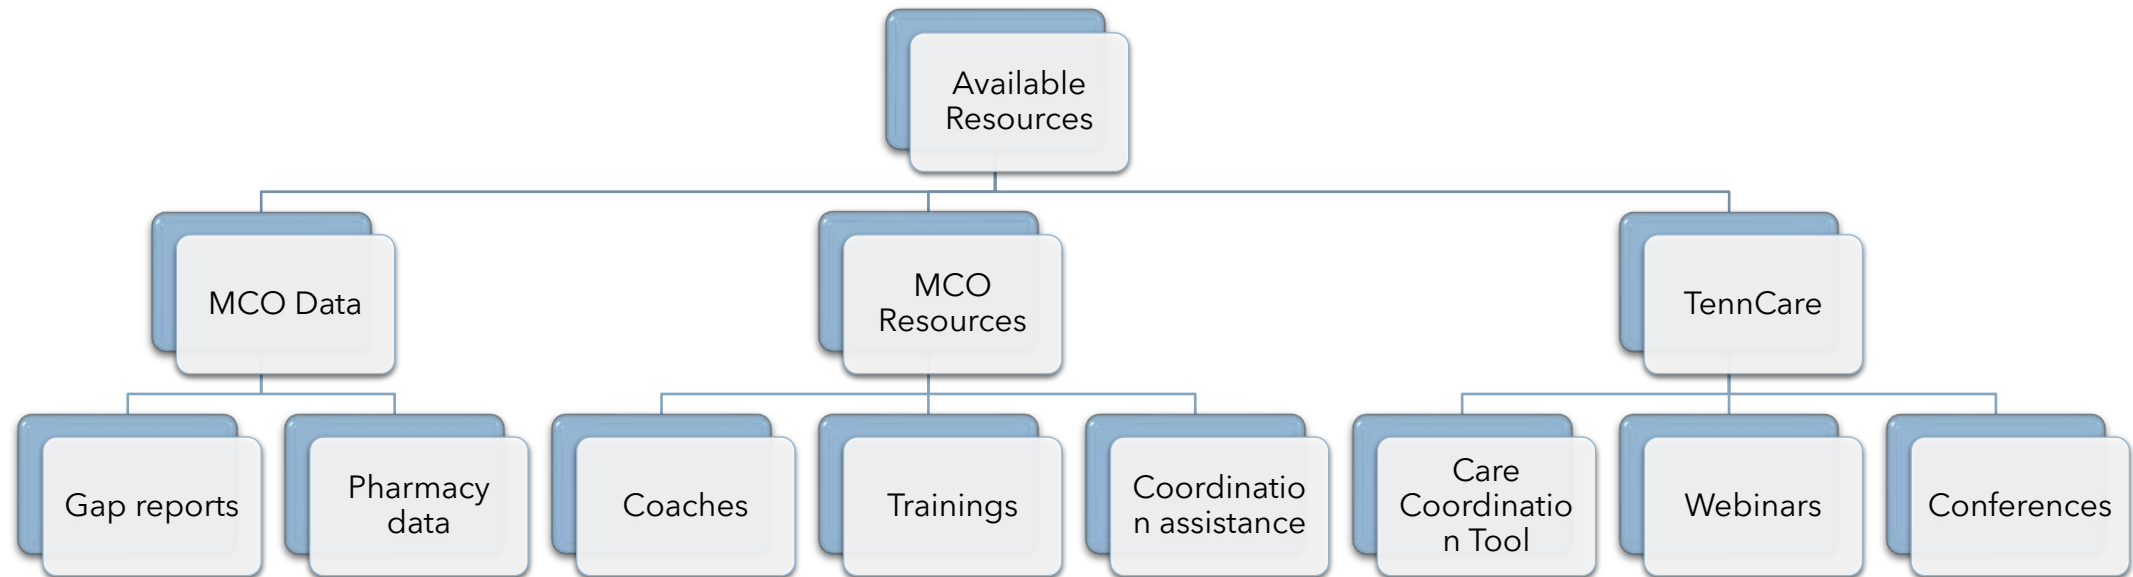 Available
Resources
MCO Data
MCO
Resources
TennCare
Gap reports
Pharmacy
data
Coaches
Trainings
Coordinatio
n assistance
Care
Coordinatio
n Tool
Webinars
Conferences